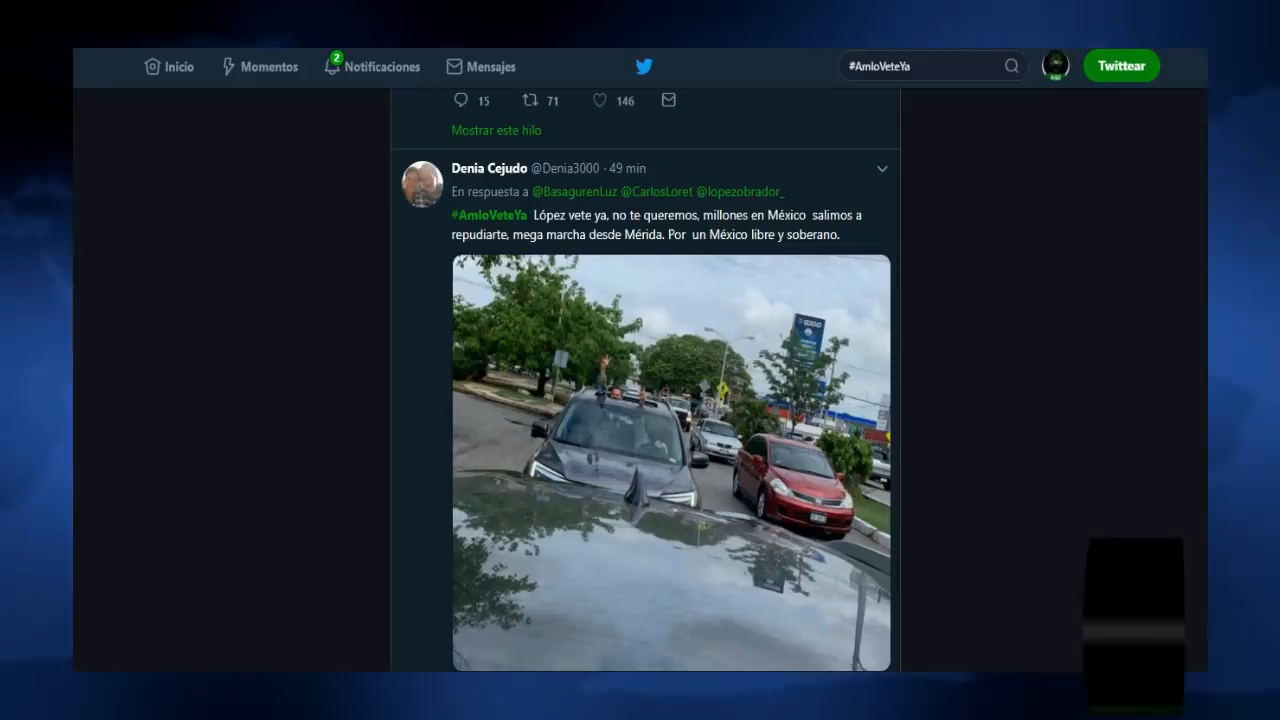 Inicio
Momentos
2
Notificaciones
Mensajes
#AmloVeteYa
Twittear
15
71
146
Mostrar este hilo
Denia Cejudo @Denia3000 · 49 min
En respuesta a @BasagurenLuz @CarlosLoret @lopezobrador_
#AmloVeteYa López vete ya, no te queremos, millones en México salimos a
repudiarte, mega marcha desde Mérida. Por un México libre y soberano.